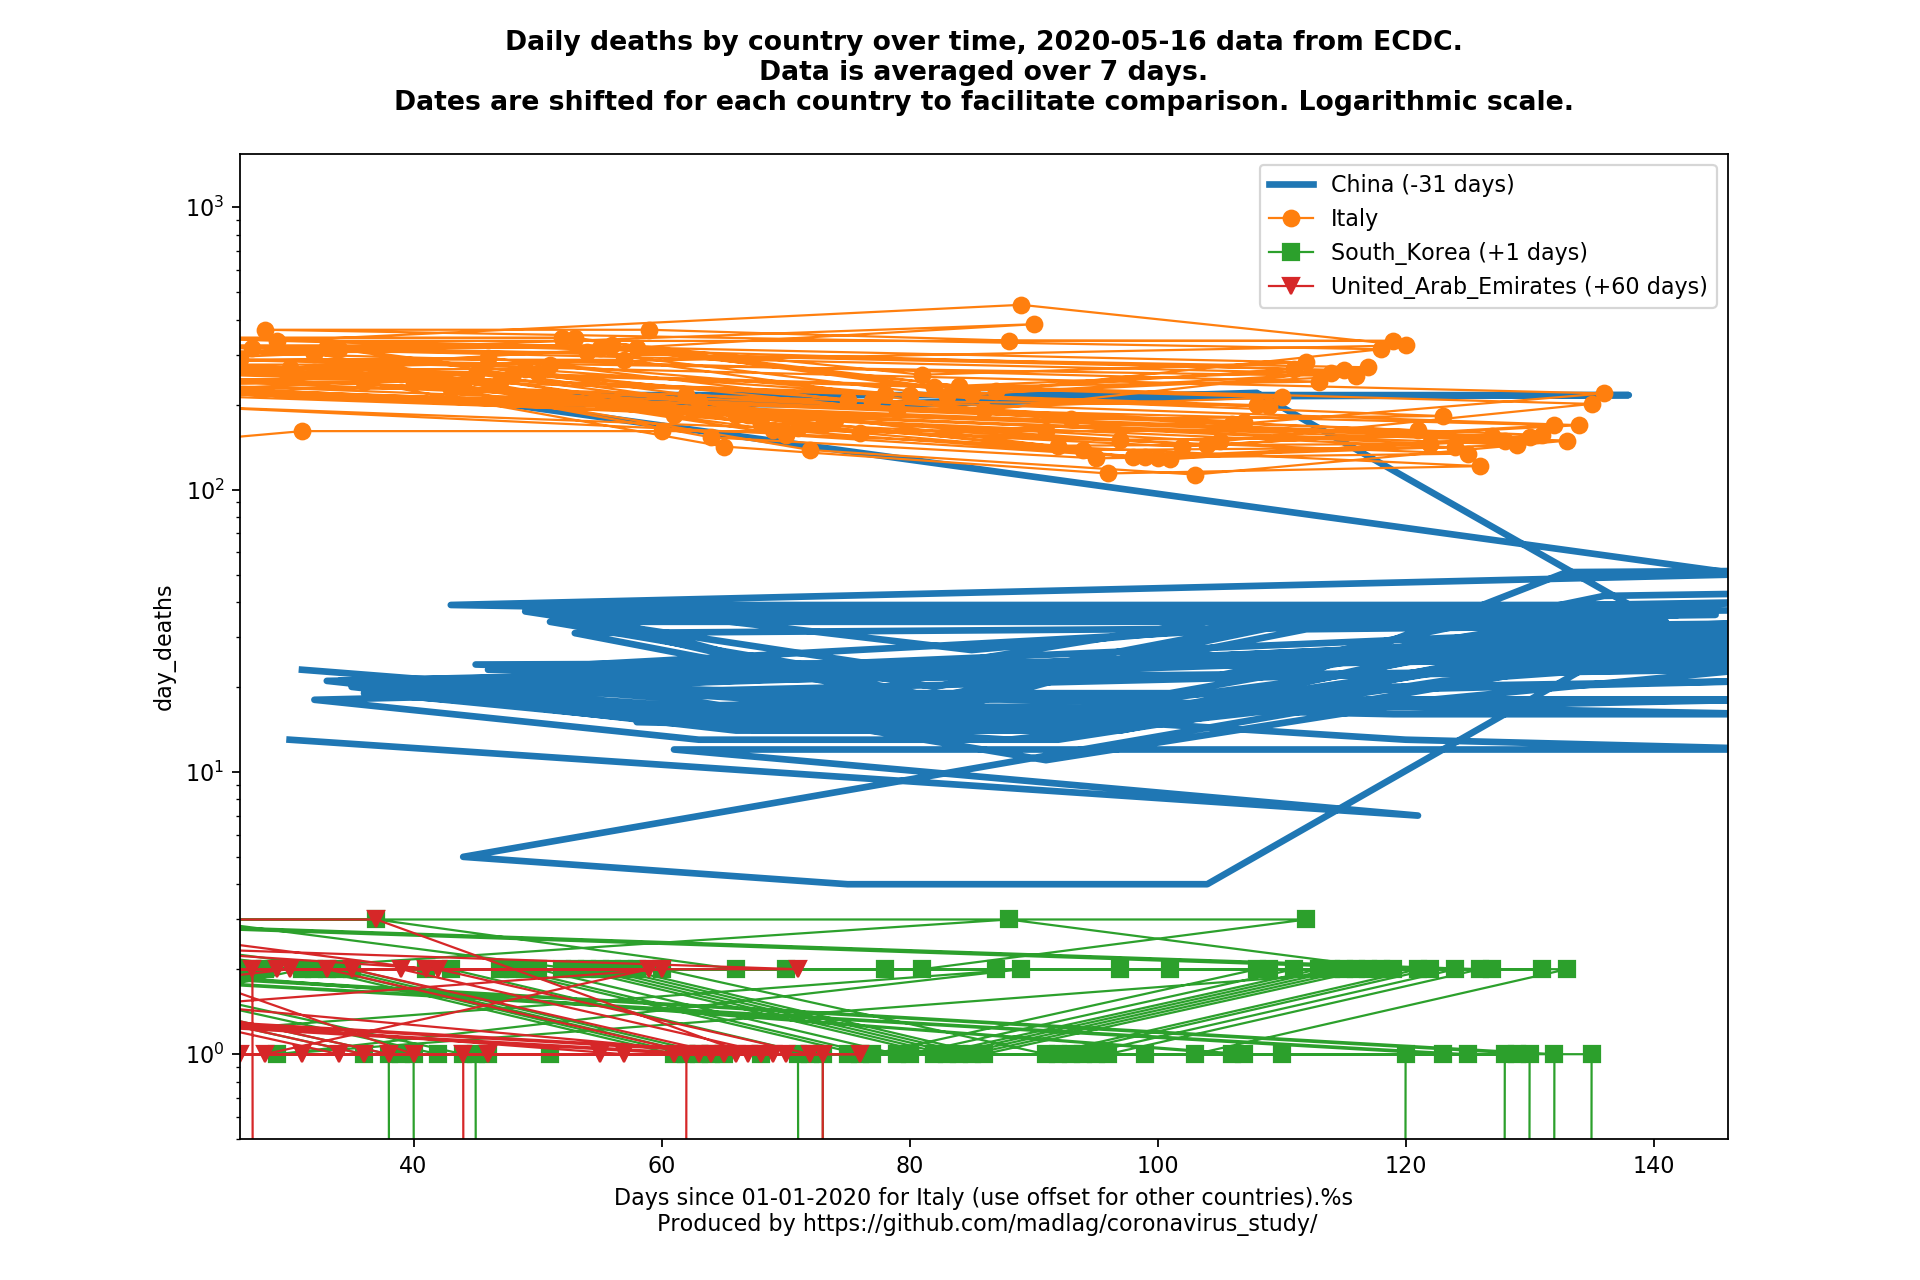 Daily deaths by country over time, 2020-05-16 data from ECDC.
Data is averaged over 7 days.
Dates are shifted for each country to facilitate comparison. Logarithmic scale.
China (-31 days)
Italy
South_Korea (+1 days)
United_Arab_Emirates (+60 days)
10³
10²
10¹
10⁰
day_deaths
40 60 80 100 120 140
Days since 01-01-2020 for Italy (use offset for other countries).%s
Produced by https://github.com/madlag/coronavirus_study/